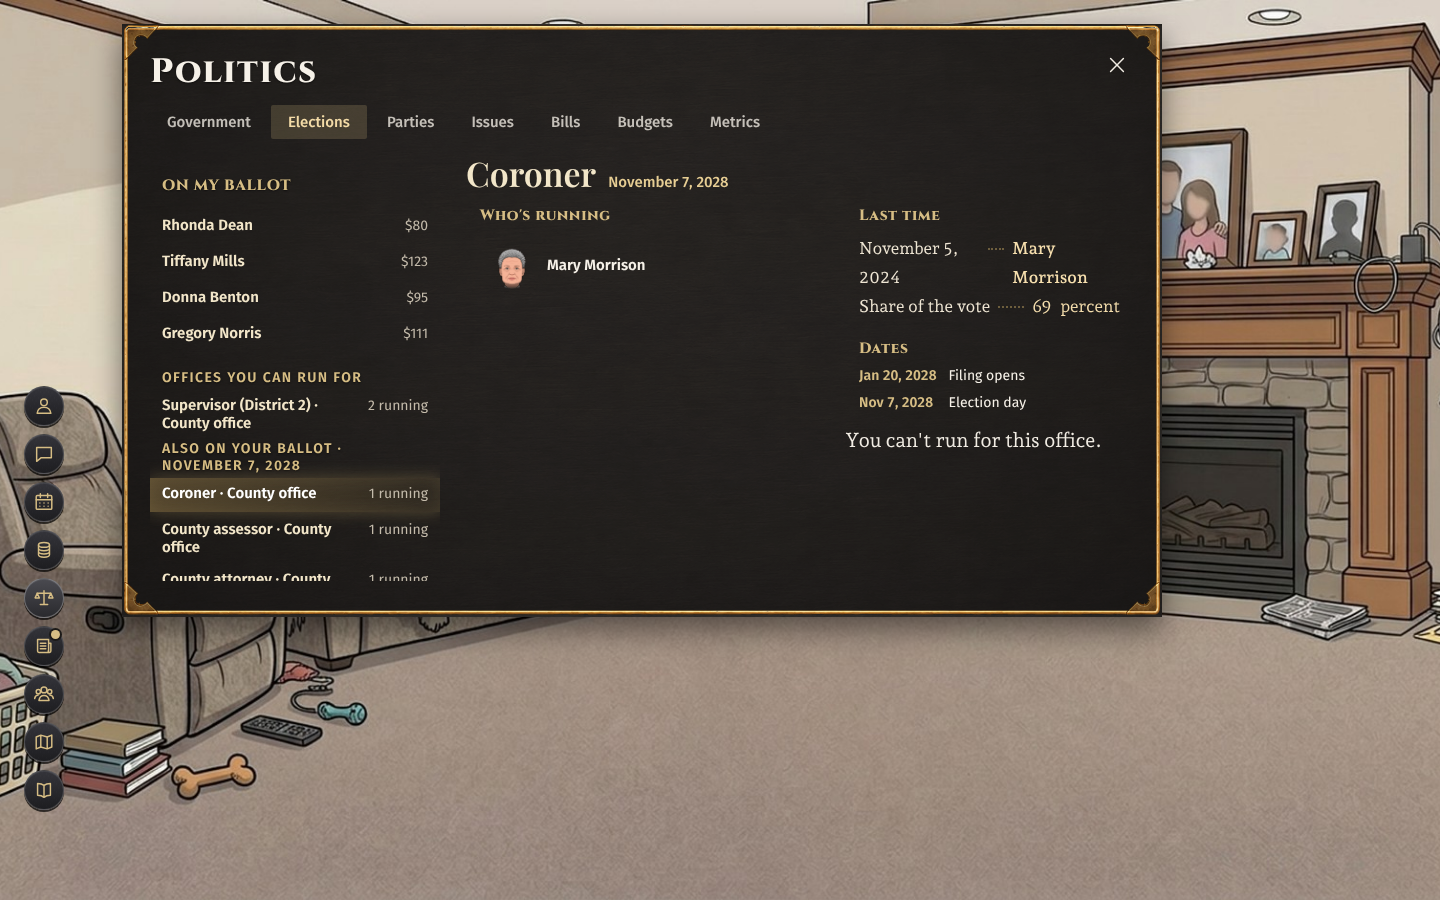 Politics
Government Elections Parties Issues Bills Budgets Metrics
ON MY BALLOT
Rhonda Dean $80
Tiffany Mills $123
Donna Benton $95
Gregory Norris $111
OFFICES YOU CAN RUN FOR
Supervisor (District 2) · 2 running
County office
ALSO ON YOUR BALLOT ·
NOVEMBER 7, 2028
Coroner · County office 1 running
County assessor · County 1 running
office
County attorney · County 1 running
Coroner November 7, 2028
Who's running
Mary Morrison
Last time
November 5, 2024 Mary Morrison
Share of the vote 69 percent
Dates
Jan 20, 2028 Filing opens
Nov 7, 2028 Election day
You can't run for this office.